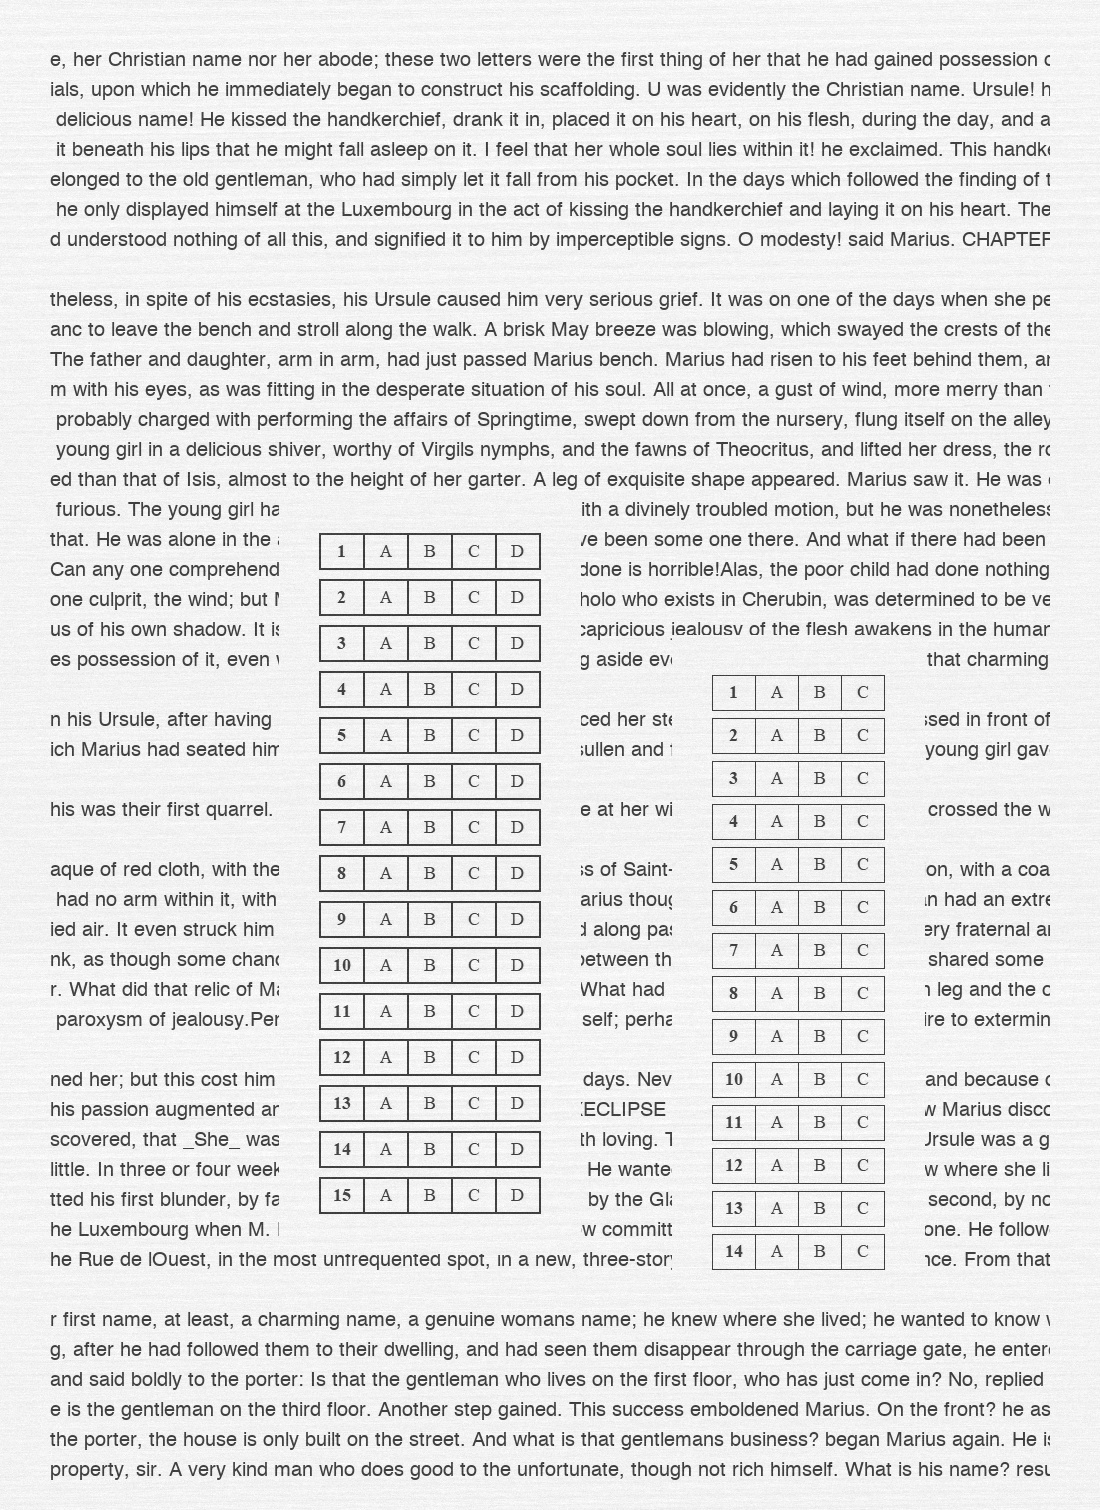 e, her Christian name nor her abode; these two letters were the first thing of her that he had gained possession
ials, upon which he immediately began to construct his scaffolding. U was evidently the Christian name. Ursule! h
delicious name! He kissed the handkerchief, drank it in, placed it on his heart, on his flesh, during the day, and a
it beneath his lips that he might fall asleep on it. I feel that her whole soul lies within it! he exclaimed. This handk
elonged to the old gentleman, who had simply let it fall from his pocket. In the days which followed the finding of
he only displayed himself at the Luxembourg in the act of kissing the handkerchief and laying it on his heart. The
d understood nothing of all this, and signified it to him by imperceptible signs. O modesty! said Marius. CHAPTER
theless, in spite of his ecstasies, his Ursule caused him very serious grief. It was on one of the days when she pe
anc to leave the bench and stroll along the walk. A brisk May breeze was blowing, which swayed the crests of the
The father and daughter, arm in arm, had just passed Marius bench. Marius had risen to his feet behind them, a
m with his eyes, as was fitting in the desperate situation of his soul. All at once, a gust of wind, more merry than
probably charged with performing the affairs of Springtime, swept down from the nursery, flung itself on the alley
young girl in a delicious shiver, worthy of Virgils nymphs, and the fawns of Theocritus, and lifted her dress, the ro
ed than that of Isis, almost to the height of her garter. A leg of exquisite shape appeared. Marius saw it. He was
furious. The young girl ha ith a divinely troubled motion, but he was nonetheless
that. He was alone in the ve been some one there. And what if there had been
Can any one comprehend done is horrible!Alas, the poor child had done nothing
one culprit, the wind; but holo who exists in Cherubin, was determined to be ve
us of his own shadow. It is capricious jealousy of the flesh awakens in the human
es possession of it, even g aside eve that charming
n his Ursule, after having ced her ste ssed in front of
ich Marius had seated him sullen and young girl gav
his was their first quarrel. e at her wi crossed the w
aque of red cloth, with the ss of Saint- on, with a coa
had no arm within it, with arius thoug n had an extre
ied air. It even struck him d along pas ery fraternal a
nk, as though some chanc between th shared some
r. What did that relic of Ma What had n leg and the
paroxysm of jealousy.Per self; perha ire to extermin
ned her; but this cost him days. Nev and because
his passion augmented a ECLIPSE w Marius disco
scovered, that _She_ was th loving. T Ursule was a g
little. In three or four week He wante w where she li
tted his first blunder, by fa by the Gla second, by no
he Luxembourg when M. w committ one. He follow
he Rue de lOuest, in the most unfrequented spot, in a new, three-stor nce. From that
1 A B C D
2 A B C D
3 A B C D
4 A B C D
5 A B C D
6 A B C D
7 A B C D
8 A B C D
9 A B C D
10 A B C D
11 A B C D
12 A B C D
13 A B C D
14 A B C D
15 A B C D
1 A B C
2 A B C
3 A B C
4 A B C
5 A B C
6 A B C
7 A B C
8 A B C
9 A B C
10 A B C
11 A B C
12 A B C
13 A B C
14 A B C
r first name, at least, a charming name, a genuine womans name; he knew where she lived; he wanted to know
g, after he had followed them to their dwelling, and had seen them disappear through the carriage gate, he enter
and said boldly to the porter: Is that the gentleman who lives on the first floor, who has just come in? No, replied
e is the gentleman on the third floor. Another step gained. This success emboldened Marius. On the front? he as
the porter, the house is only built on the street. And what is that gentlemans business? began Marius again. He is
property, sir. A very kind man who does good to the unfortunate, though not rich himself. What is his name? resu